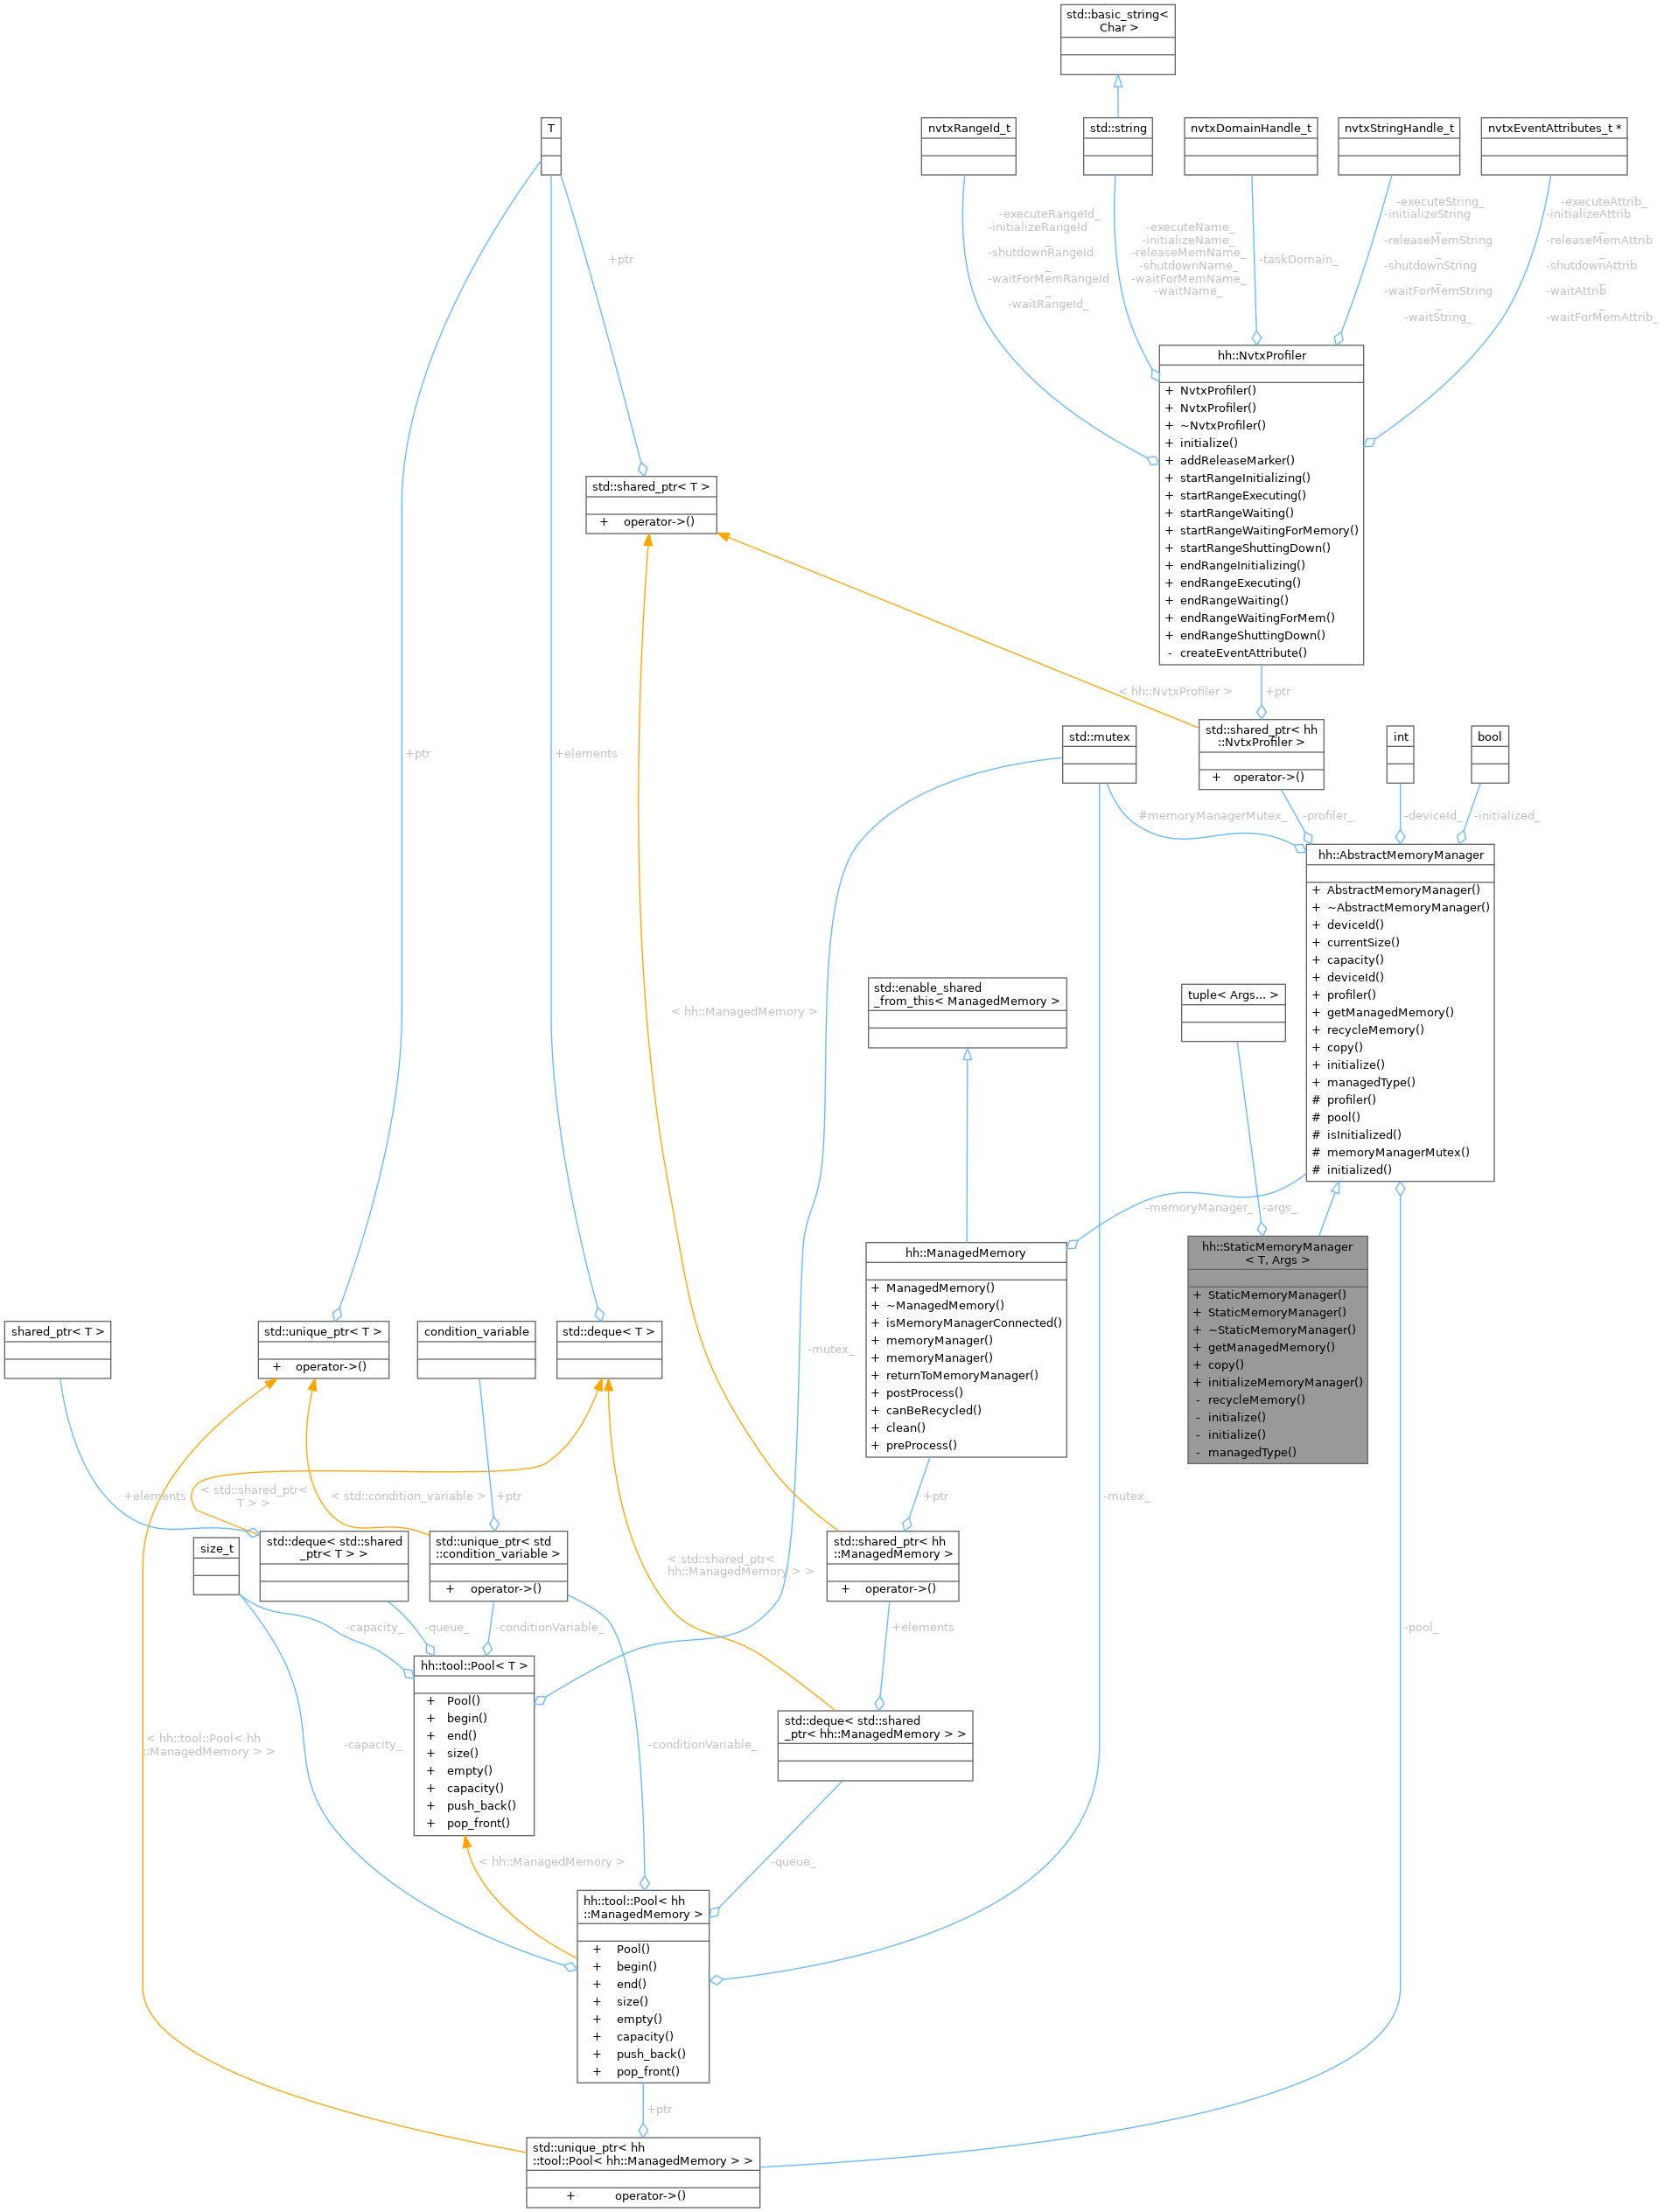 std::basic_string<
Char >
T
nvtxRangeId_t
std::string
nvtxDomainHandle_t
nvtxStringHandle_t
nvtxEventAttributes_t *
+ptr
-executeRangeId_
-initializeRangeId
_
-shutdownRangeId
_
-waitForMemRangeId
_
-waitRangeId_
-executeName_
-initializeName_
-releaseMemName_
-shutdownName_
-waitForMemName_
-waitName_
-taskDomain_
-executeString_
-initializeString
_
-releaseMemString
_
-shutdownString
_
-waitForMemString
_
-waitString_
-executeAttrib_
-initializeAttrib
_
-releaseMemAttrib
_
-shutdownAttrib
_
-waitAttrib
_
-waitForMemAttrib_
hh::NvtxProfiler
+ NvtxProfiler()
+ NvtxProfiler()
+ ~NvtxProfiler()
+ initialize()
+ addReleaseMarker()
+ startRangeInitializing()
+ startRangeExecuting()
+ startRangeWaiting()
+ startRangeWaitingForMemory()
+ startRangeShuttingDown()
+ endRangeInitializing()
+ endRangeExecuting()
+ endRangeWaiting()
+ endRangeWaitingForMem()
+ endRangeShuttingDown()
- createEventAttribute()
std::shared_ptr< T >
+ operator->()
< hh::NvtxProfiler >
+ptr
+ptr
+elements
std::mutex
std::shared_ptr< hh
::NvtxProfiler >
+ operator->()
int
bool
#memoryManagerMutex_
-profiler_
-deviceId_
-initialized_
hh::AbstractMemoryManager
+ AbstractMemoryManager()
+ ~AbstractMemoryManager()
+ deviceId()
+ currentSize()
+ capacity()
+ deviceId()
+ profiler()
+ getManagedMemory()
+ recycleMemory()
+ copy()
+ initialize()
+ managedType()
# profiler()
# pool()
# isInitialized()
# memoryManagerMutex()
# initialized()
< hh::ManagedMemory >
std::enable_shared
_from_this< ManagedMemory >
tuple< Args... >
-memoryManager_
-args_
hh::ManagedMemory
+ ManagedMemory()
+ ~ManagedMemory()
+ isMemoryManagerConnected()
+ memoryManager()
+ memoryManager()
+ returnToMemoryManager()
+ postProcess()
+ canBeRecycled()
+ clean()
+ preProcess()
hh::StaticMemoryManager
< T, Args >
+ StaticMemoryManager()
+ StaticMemoryManager()
+ ~StaticMemoryManager()
+ getManagedMemory()
+ copy()
+ initializeMemoryManager()
- recycleMemory()
- initialize()
- initialize()
- managedType()
shared_ptr< T >
std::unique_ptr< T >
+ operator->()
condition_variable
std::deque< T >
-mutex_
+elements
< std::shared_ptr<
T > >
< std::condition_variable >
+ptr
+ptr
-mutex_
size_t
std::deque< std::shared
_ptr< T > >
std::unique_ptr< std
::condition_variable >
+ operator->()
< std::shared_ptr<
hh::ManagedMemory > >
std::shared_ptr< hh
::ManagedMemory >
+ operator->()
-capacity_
-queue_
-conditionVariable_
+elements
-pool_
hh::tool::Pool< T >
+ Pool()
+ begin()
+ end()
+ size()
+ empty()
+ capacity()
+ push_back()
+ pop_front()
std::deque< std::shared
_ptr< hh::ManagedMemory > >
< hh::tool::Pool< hh
::ManagedMemory > >
-capacity_
-conditionVariable_
< hh::ManagedMemory >
-queue_
hh::tool::Pool< hh
::ManagedMemory >
+ Pool()
+ begin()
+ end()
+ size()
+ empty()
+ capacity()
+ push_back()
+ pop_front()
+ptr
std::unique_ptr< hh
::tool::Pool< hh::ManagedMemory > >
+ operator->()